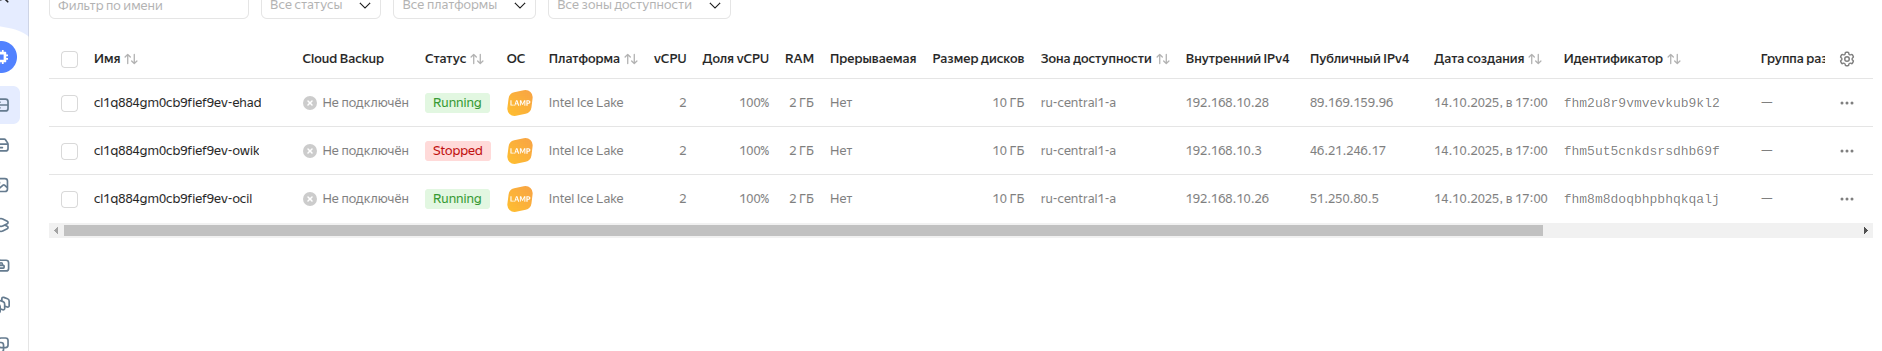 Фильтр по имени Все статусы Все платформы Все зоны доступности
Имя Cloud Backup Статус ОС Платформа vCPU Доля vCPU RAM Прерываемая Размер дисков Зона доступности Внутренний IPv4 Публичный IPv4 Дата создания Идентификатор Группа раз
cl1q884gm0cb9fief9ev-ehad Не подключён Running LAMP Intel Ice Lake 2 100% 2 ГБ Нет 10 ГБ ru-central1-a 192.168.10.28 89.169.159.96 14.10.2025, в 17:00 fhm2u8r9vmvevkub9kl2 —
cl1q884gm0cb9fief9ev-owik Не подключён Stopped LAMP Intel Ice Lake 2 100% 2 ГБ Нет 10 ГБ ru-central1-a 192.168.10.3 46.21.246.17 14.10.2025, в 17:00 fhm5ut5cnkdsrsdhb69f —
cl1q884gm0cb9fief9ev-ocil Не подключён Running LAMP Intel Ice Lake 2 100% 2 ГБ Нет 10 ГБ ru-central1-a 192.168.10.26 51.250.80.5 14.10.2025, в 17:00 fhm8m8doqbhpbhqkqalj —